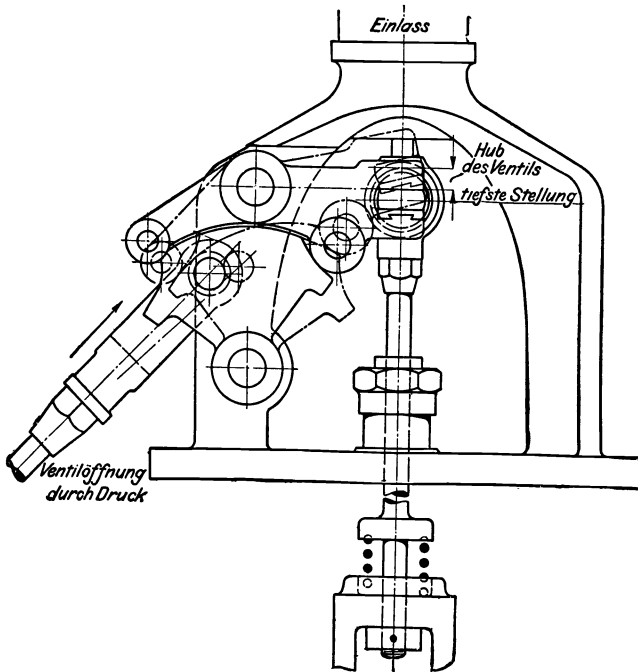 Einlass
Hub
des Ventils
tiefste Stellung
Ventilöffnung
durch Druck